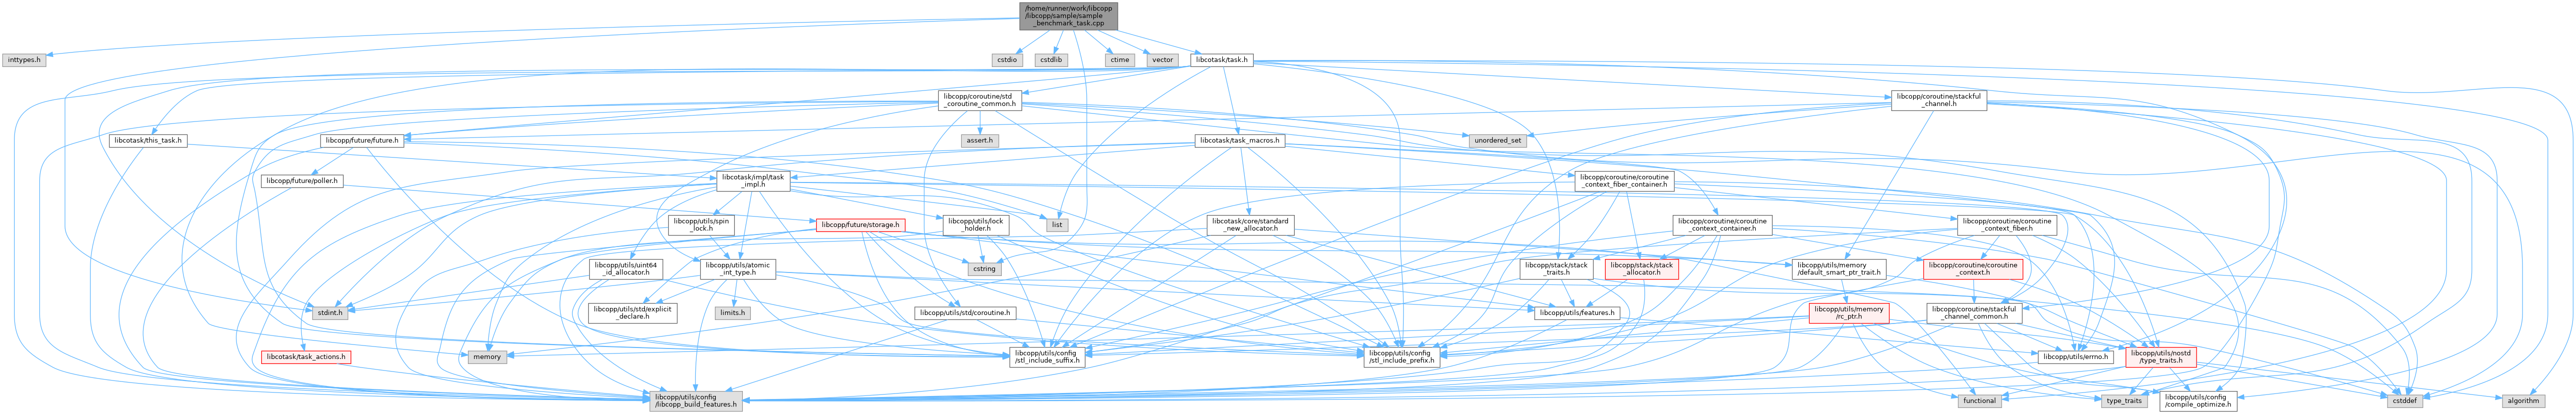 /home/runner/work/libcopp
/libcopp/sample/sample
_benchmark_task.cpp
inttypes.h
cstdio
cstdlib
ctime
vector
libcotask/task.h
libcopp/coroutine/std
_coroutine_common.h
libcopp/coroutine/stackful
_channel.h
libcotask/this_task.h
libcopp/future/future.h
assert.h
libcotask/task_macros.h
unordered_set
libcopp/future/poller.h
libcotask/impl/task
_impl.h
libcopp/coroutine/coroutine
_context_fiber_container.h
libcopp/utils/spin
_lock.h
libcopp/future/storage.h
libcopp/utils/lock
_holder.h
list
libcotask/core/standard
_new_allocator.h
libcopp/coroutine/coroutine
_context_container.h
libcopp/coroutine/coroutine
_context_fiber.h
libcopp/utils/uint64
_id_allocator.h
libcopp/utils/atomic
_int_type.h
cstring
libcopp/stack/stack
_traits.h
libcopp/stack/stack
_allocator.h
libcopp/utils/memory
/default_smart_ptr_trait.h
libcopp/coroutine/coroutine
_context.h
stdint.h
libcopp/utils/std/explicit
_declare.h
limits.h
libcopp/utils/std/coroutine.h
libcopp/utils/features.h
libcopp/utils/memory
/rc_ptr.h
libcopp/coroutine/stackful
_channel_common.h
libcotask/task_actions.h
memory
libcopp/utils/config
/stl_include_suffix.h
libcopp/utils/config
/stl_include_prefix.h
libcopp/utils/errno.h
libcopp/utils/nostd
/type_traits.h
libcopp/utils/config
/libcopp_build_features.h
functional
type_traits
libcopp/utils/config
/compile_optimize.h
cstddef
algorithm